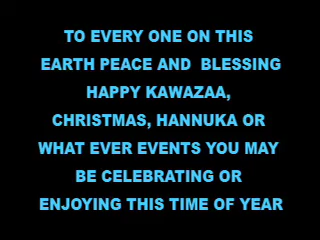 TO EVERY ONE ON THIS
EARTH PEACE AND  BLESSING
HAPPY KAWAZAA,
CHRISTMAS, HANNUKA OR
WHAT EVER EVENTS YOU MAY
BE CELEBRATING OR
ENJOYING THIS TIME OF YEAR